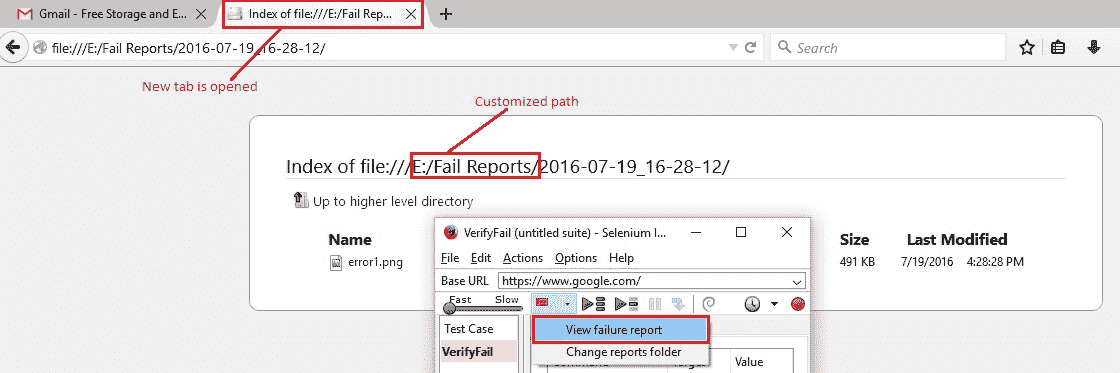 Gmail - Free Storage and E...
Index of file:///E:/Fail Rep...
file:///E:/Fail Reports/2016-07-19_16-28-12/
Search
New tab is opened
Customized path
Index of file:///E:/Fail Reports/2016-07-19_16-28-12/
Up to higher level directory
Name
Size
Last Modified
error1.png
491 KB
7/19/2016
4:28:28 PM
VerifyFail (untitled suite) - Selenium I...
File Edit Actions Options Help
Base URL
https://www.google.com/
Fast
Slow
Test Case
VerifyFail
View failure report
Change reports folder
Value